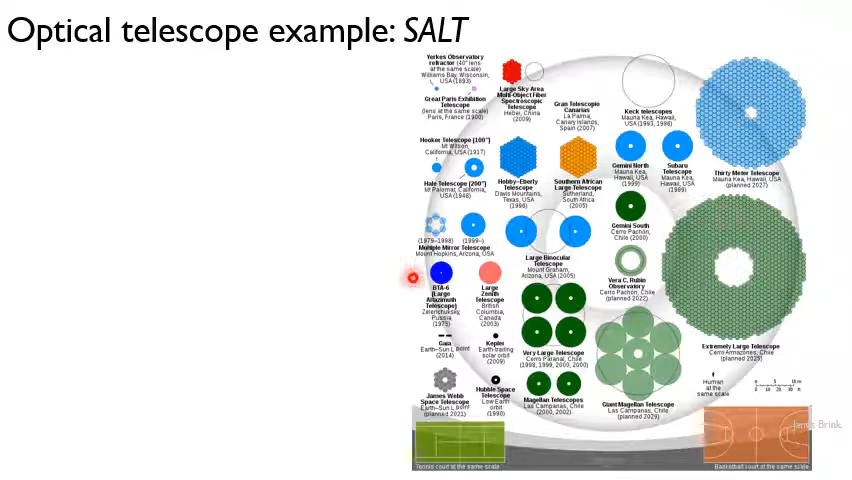 Optical telescope example: SALT
Yerkes Observatory
refractor (40" lens
at the same scale)
Williams Bay, Wisconsin,
USA (1893)
Great Paris Exhibition
Telescope
(lens at the same scale)
Paris, France (1900)
Large Sky Area
Multi-Object Fiber
Spectroscopic
Telescope
Hebei, China
(2009)
Gran Telescopio
Canarias
La Palma,
Canary Islands,
Spain (2007)
Keck telescopes
Mauna Kea, Hawaii,
USA (1993, 1996)
Thirty Meter Telescope
Mauna Kea, Hawaii, USA
(planned 2027)
Hooker Telescope (100")
Mt Wilson,
California, USA (1917)
Hale Telescope (200")
Mt Palomar, California,
USA (1948)
Hobby–Eberly
Telescope
Davis Mountains,
Texas, USA
(1996)
Southern African
Large Telescope
Sutherland,
South Africa
(2005)
Gemini North
Mauna Kea,
Hawaii, USA
(1999)
Subaru
Telescope
Mauna Kea,
Hawaii, USA
(1999)
Gemini South
Cerro Pachón,
Chile (2000)
(1979–1998) (1999–)
Multiple Mirror Telescope
Mount Hopkins, Arizona, USA
Large Binocular
Telescope
Mount Graham,
Arizona, USA (2005)
Vera C. Rubin
Observatory
Cerro Pachón, Chile
(planned 2022)
BTA-6
(Large
Altazimuth
Telescope)
Zelenchuksky,
Russia
(1975)
Large
Zenith
Telescope
British
Columbia,
Canada
(2003)
Gaia
Earth–Sun L point
(2014)
Kepler
Earth-trailing
solar orbit
(2009)
Very Large Telescope
Cerro Paranal, Chile
(1998, 1999, 2000, 2000)
Extremely Large Telescope
Cerro Armazones, Chile
(planned 2025)
James Webb
Space Telescope
Earth–Sun L point
(planned 2021)
Hubble Space
Telescope
Low Earth
orbit
(1990)
Magellan Telescopes
Las Campanas, Chile
(2000, 2002)
Giant Magellan Telescope
Las Campanas, Chile
(planned 2029)
Human
at the
same scale
0 5 10 m
0 10 20 30 ft
Tennis court at the same scale
Basketball court at the same scale